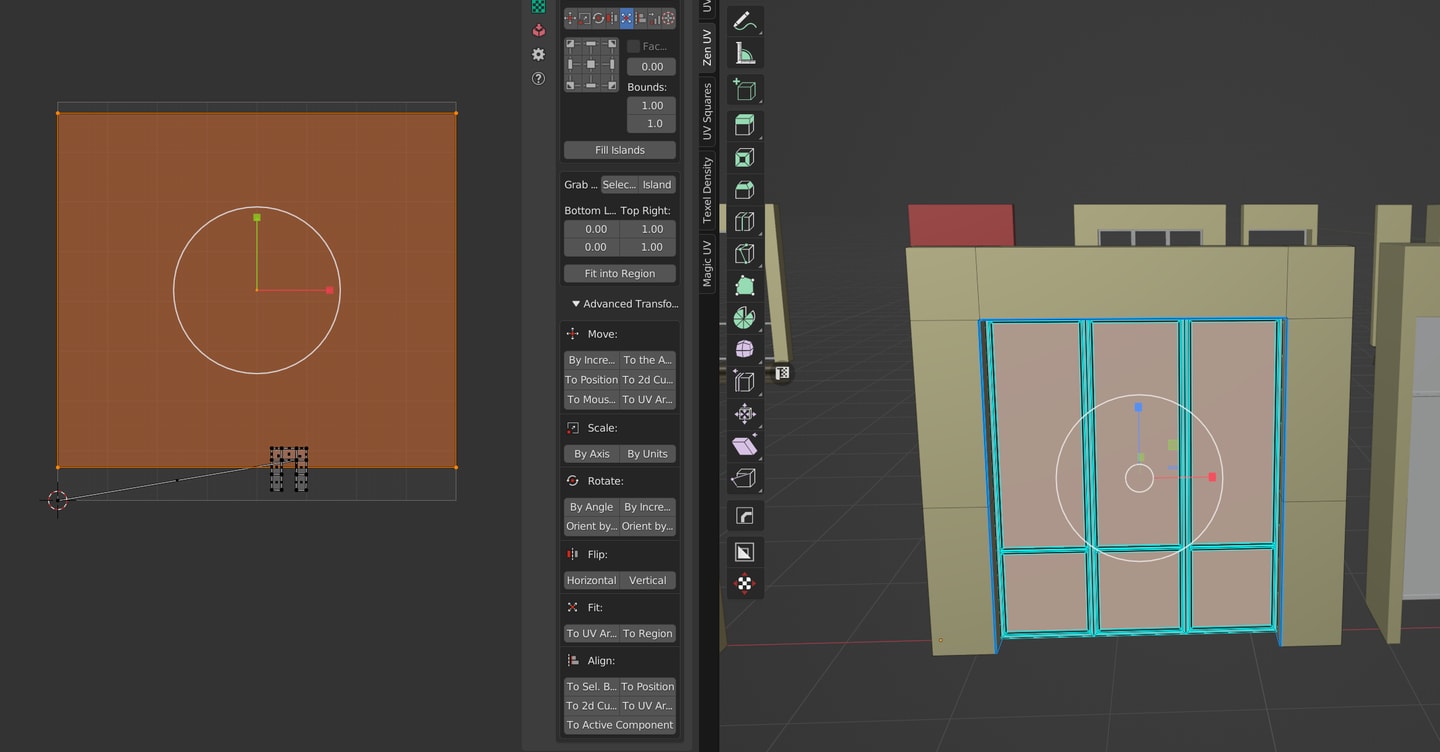 Fac...
0.00
Bounds:
1.00
1.0
Fill Islands
Grab ... Selec... Island
Bottom L... Top Right:
0.00 1.00
0.00 1.00
Fit into Region
Advanced Transfo...
Move:
By Incre... To the A...
To Position To 2d Cu...
To Mous... To UV Ar...
Scale:
By Axis By Units
Rotate:
By Angle By Incre...
Orient by... Orient by...
Flip:
Horizontal Vertical
Fit:
To UV Ar... To Region
Align:
To Sel. B... To Position
To 2d Cu... To UV Ar...
To Active Component
UV
Zen UV
UV Squares
Texel Density
Magic UV